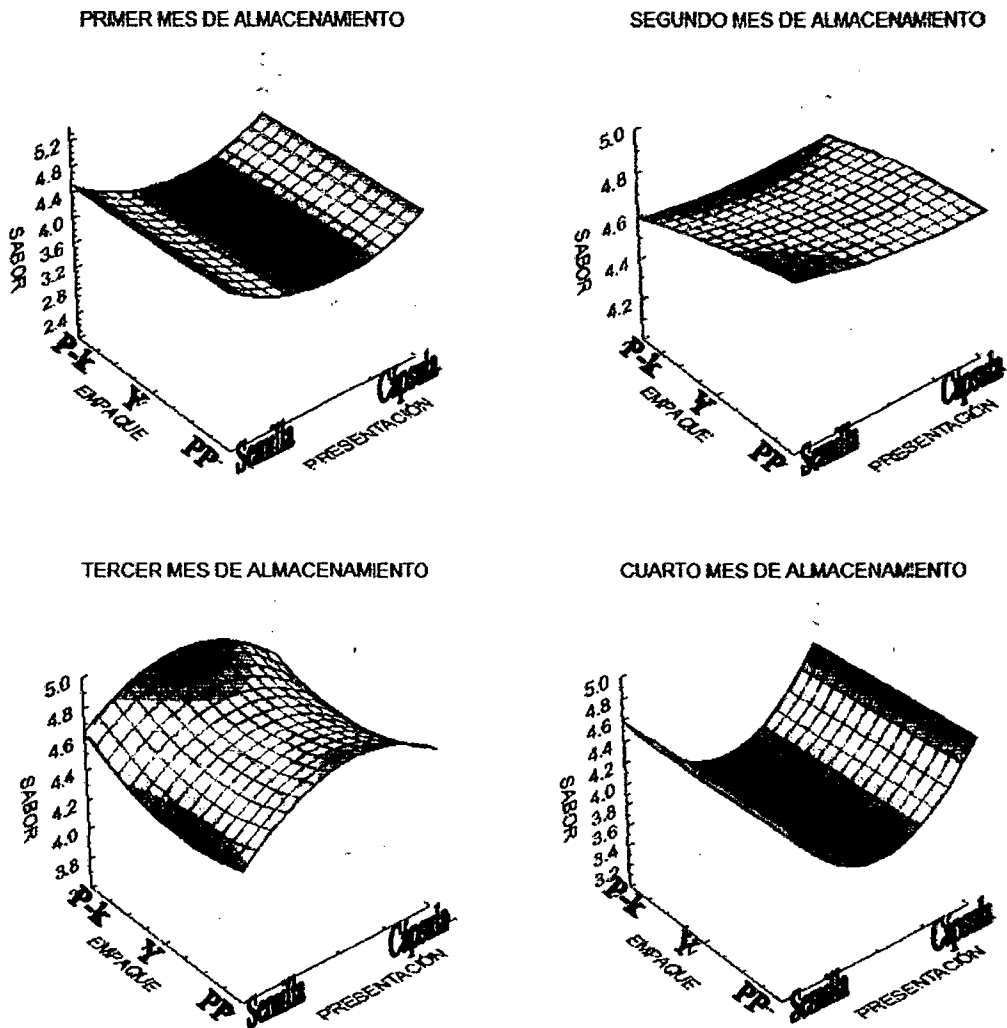 PRIMER MES DE ALMACENAMIENTO
5.2
4.8
4.4
4.0
3.6
3.2
2.8
2.4
SABOR
P-k
Y
PP
EMPAQUE
Semilla
Cápsula
PRESENTACIÓN
SEGUNDO MES DE ALMACENAMIENTO
5.0
4.8
4.6
4.4
4.2
SABOR
P-k
Y
PP
EMPAQUE
Semilla
Cápsula
PRESENTACIÓN
TERCER MES DE ALMACENAMIENTO
5.0
4.8
4.6
4.4
4.2
4.0
3.8
SABOR
P-k
Y
PP
EMPAQUE
Semilla
Cápsula
PRESENTACIÓN
CUARTO MES DE ALMACENAMIENTO
5.0
4.8
4.6
4.4
4.2
4.0
3.8
3.6
3.4
3.2
SABOR
P-k
Y
PP
EMPAQUE
Semilla
Cápsula
PRESENTACIÓN